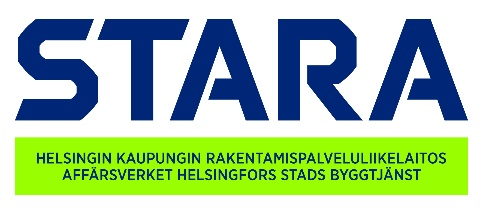 STARA
HELSINGIN KAUPUNGIN RAKENTAMISPALVELULIIKELAITOS
AFFÄRSVERKET HELSINGFORS STADS BYGGTJÄNST